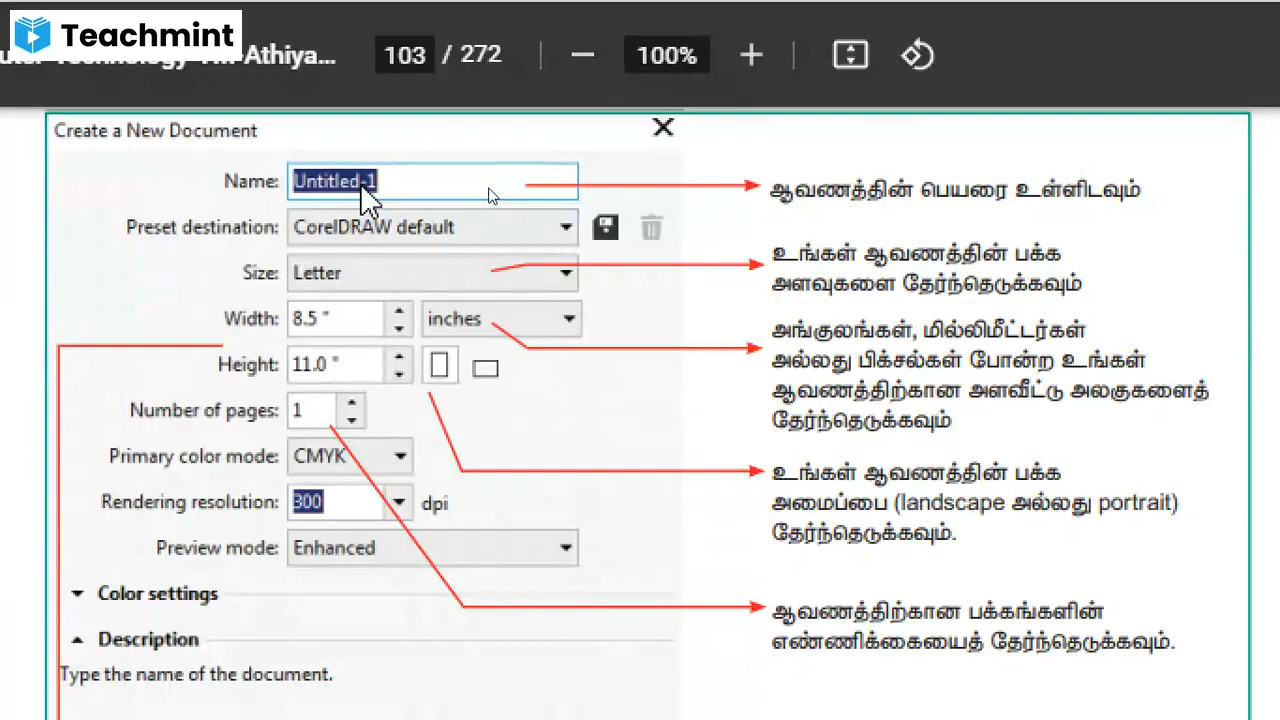 Teachmint
103 / 272
100%
Create a New Document
Name: Untitled-1
ஆவணத்தின் பெயரை உள்ளிடவும்
Preset destination: CorelDRAW default
Size: Letter
உங்கள் ஆவணத்தின் பக்க
அளவுகளை தேர்ந்தெடுக்கவும்
Width: 8.5 " inches
அங்குலங்கள், மில்லிமீட்டர்கள்
அல்லது பிக்சல்கள் போன்ற உங்கள்
ஆவணத்திற்கான அளவீட்டு அலகுகளைத்
தேர்ந்தெடுக்கவும்
Height: 11.0 "
Number of pages: 1
Primary color mode: CMYK
உங்கள் ஆவணத்தின் பக்க
அமைப்பை (landscape அல்லது portrait)
தேர்ந்தெடுக்கவும்.
Rendering resolution: 300 dpi
Preview mode: Enhanced
Color settings
ஆவணத்திற்கான பக்கங்களின்
எண்ணிக்கையைத் தேர்ந்தெடுக்கவும்.
Description
Type the name of the document.